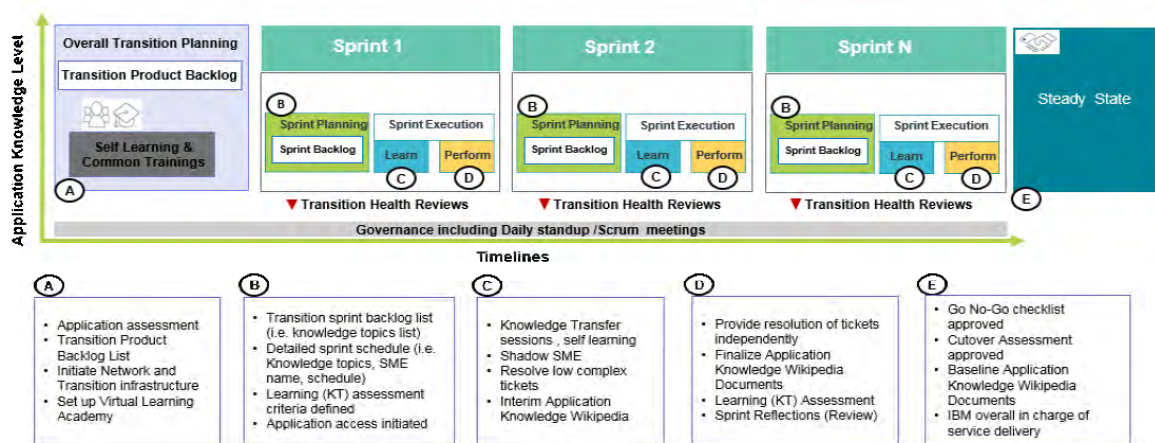 Application Knowledge Level
Overall Transition Planning
Transition Product Backlog
Self Learning &
Common Trainings
A
Sprint 1
B
Sprint Planning
Sprint Backlog
Sprint Execution
Learn
Perform
C
D
Transition Health Reviews
Sprint 2
B
Sprint Planning
Sprint Backlog
Sprint Execution
Learn
Perform
C
D
Transition Health Reviews
Sprint N
B
Sprint Planning
Sprint Backlog
Sprint Execution
Learn
Perform
C
D
Transition Health Reviews
Steady State
E
Governance including Daily standup /Scrum meetings
Timelines
A
• Application assessment
• Transition Product
Backlog List
• Initiate Network and
Transition infrastructure
• Set up Virtual Learning
Academy
B
• Transition sprint backlog
list (i.e. knowledge topics list)
• Detailed sprint schedule (i.e.
Knowledge topics, SME
name, schedule)
• Learning (KT) assessment
criteria defined
• Application access initiated
C
• Knowledge Transfer
sessions , self learning
• Shadow SME
• Resolve low complex
tickets
• Interim Application
Knowledge Wikipedia
D
• Provide resolution of tickets
independently
• Finalize Application
Knowledge Wikipedia
Documents
• Learning (KT) Assessment
• Sprint Reflections (Review)
E
• Go No-Go checklist
approved
• Cutover Assessment
approved
• Baseline Application
Knowledge Wikipedia
Documents
• IBM overall in charge of
service delivery